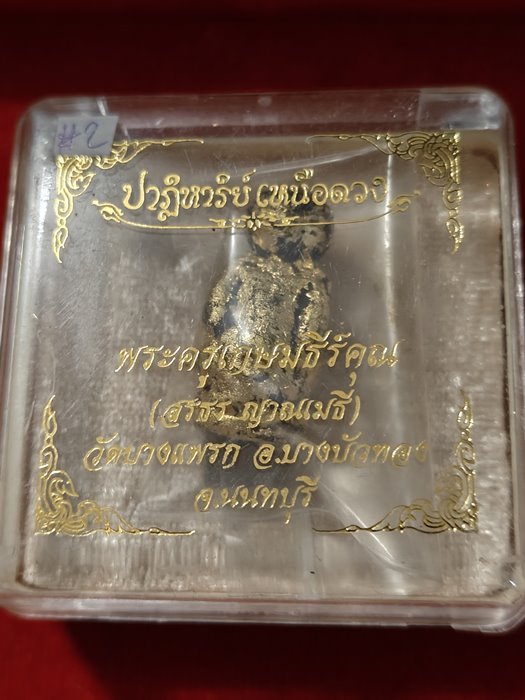 #2
ปาฏิหาริย์ เหนือดวง
พระครูเกษมธีร์คุณ
(สุรธร ญาณเมธี)
วัดบางแพรก อ.บางบัวทอง
จ.นนทบุรี